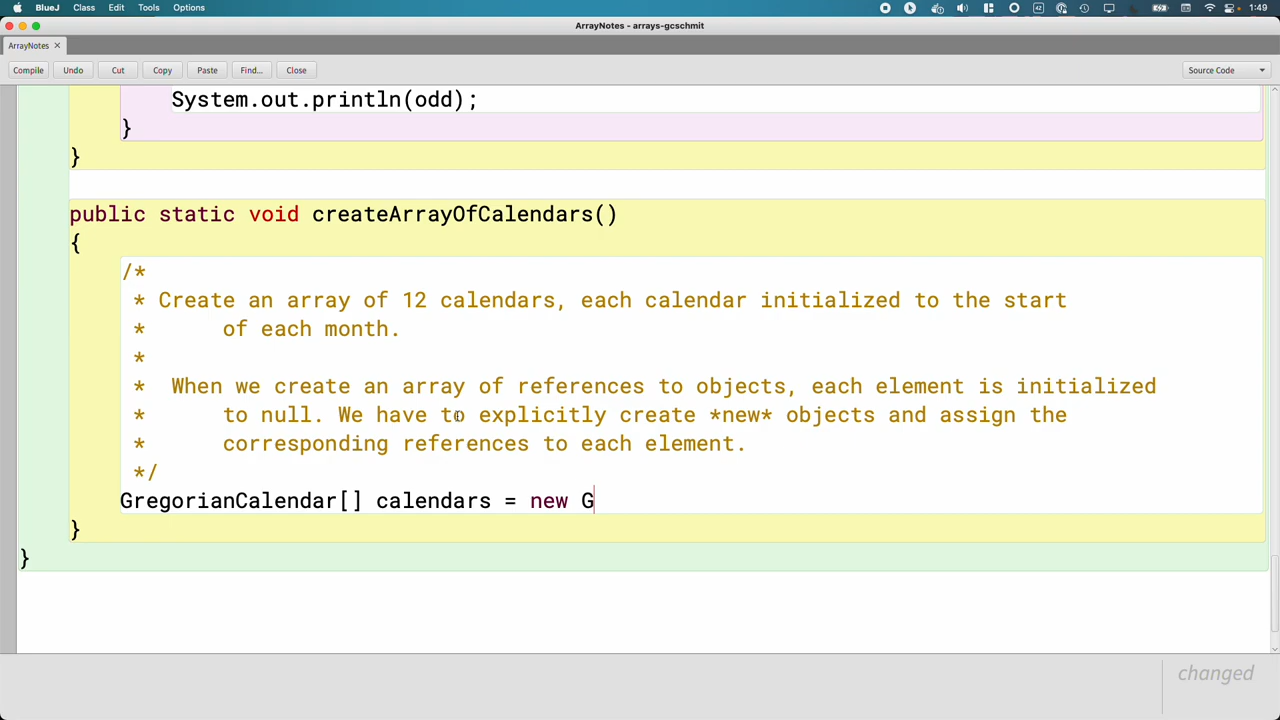 BlueJ Class Edit Tools Options 1:49
ArrayNotes - arrays-gcschmit
ArrayNotes ×
Compile Undo Cut Copy Paste Find... Close Source Code
System.out.println(odd);
}
}
public static void createArrayOfCalendars()
{
/*
* Create an array of 12 calendars, each calendar initialized to the start
* of each month.
*
* When we create an array of references to objects, each element is initialized
* to null. We have to explicitly create *new* objects and assign the
* corresponding references to each element.
*/
GregorianCalendar[] calendars = new G
}
}
changed